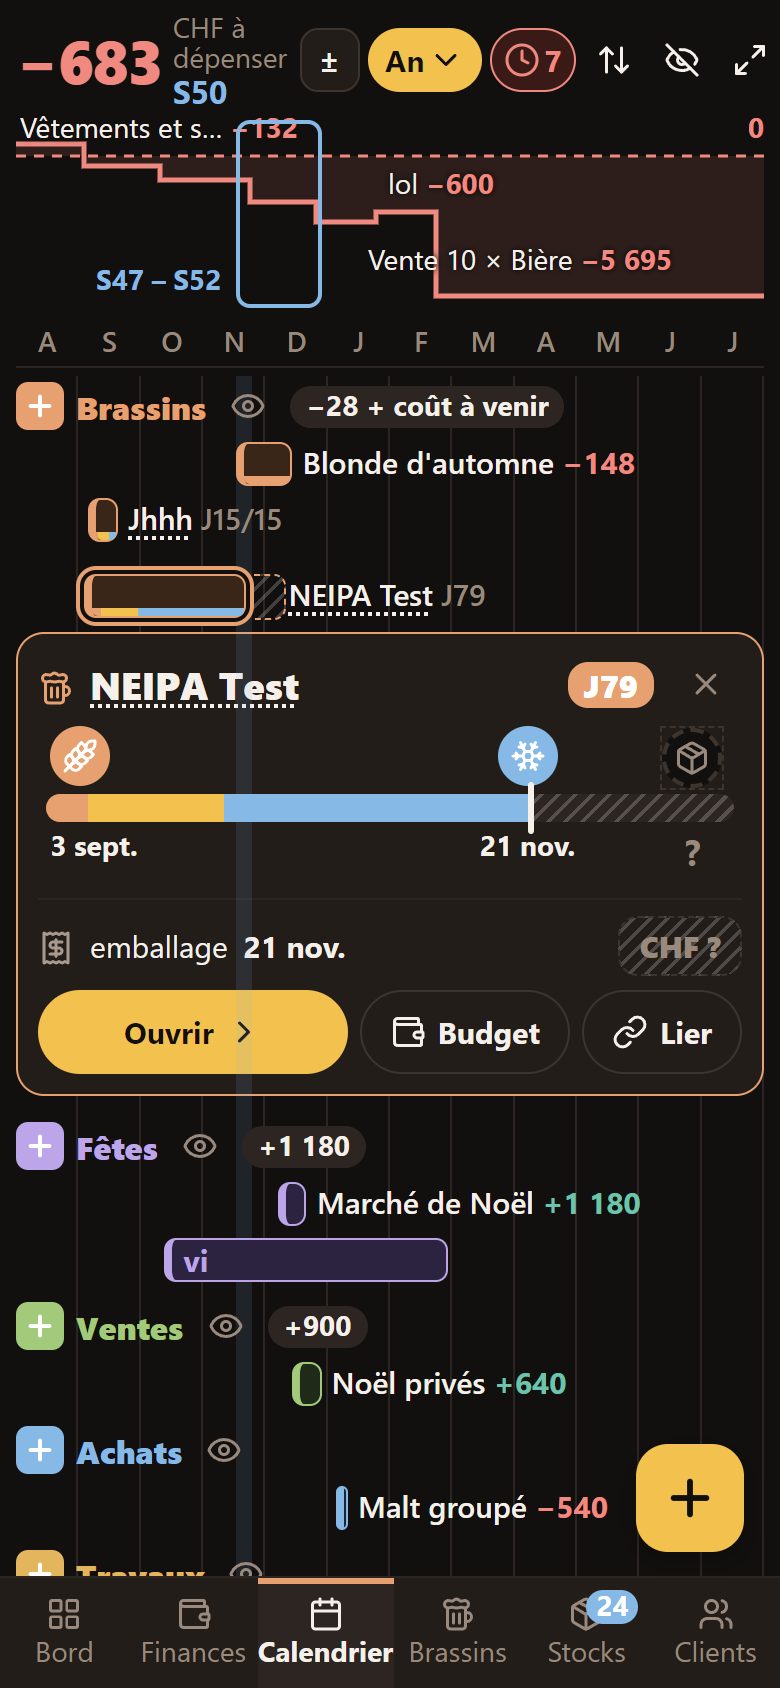 −683
CHF à
dépenser
S50
±
An
7
Vêtements et s... −132
0
lol −600
Vente 10 × Bière −5 695
S47 – S52
A S O N D J F M A M J J
Brassins
−28 + coût à venir
Blonde d'automne −148
Jhhh J15/15
NEIPA Test J79
NEIPA Test
J79
3 sept.
21 nov.
?
emballage 21 nov.
CHF ?
Ouvrir
Budget
Lier
Fêtes
+1 180
Marché de Noël +1 180
vi
Ventes
+900
Noël privés +640
Achats
Malt groupé −540
Travaux
24
Bord
Finances
Calendrier
Brassins
Stocks
Clients